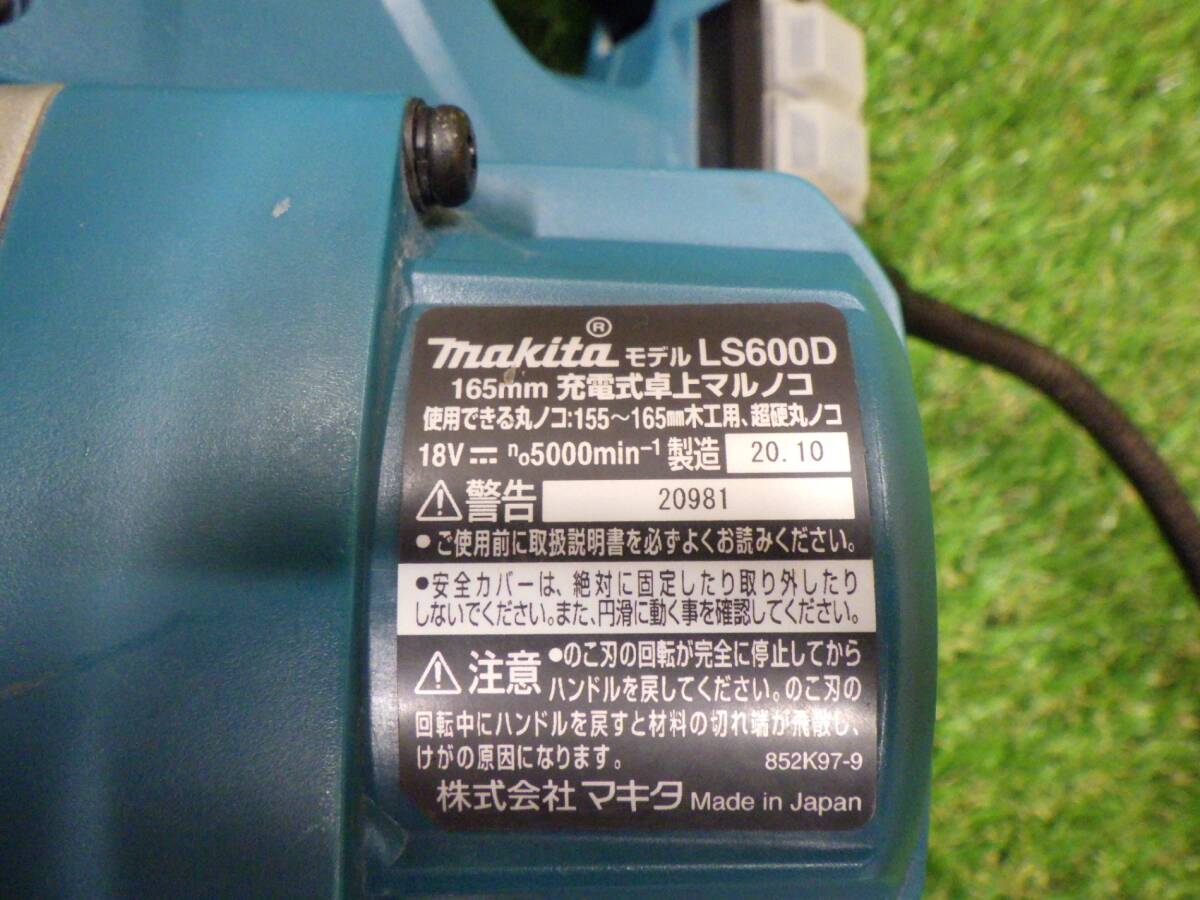 makita® モデル LS600D
165mm 充電式卓上マルノコ
使用できる丸ノコ:155〜165㎜木工用、超硬丸ノコ
18V⎓ n₀5000min⁻¹ 製造 20.10
⚠警告 20981
•ご使用前に取扱説明書を必ずよくお読みください。
•安全カバーは、絶対に固定したり取り外したり
しないでください。また、円滑に動く事を確認してください。
⚠注意 •のこ刃の回転が完全に停止してから
ハンドルを戻してください。のこ刃の
回転中にハンドルを戻すと材料の切れ端が飛散し、
けがの原因になります。 852K97-9
株式会社 マキタ Made in Japan